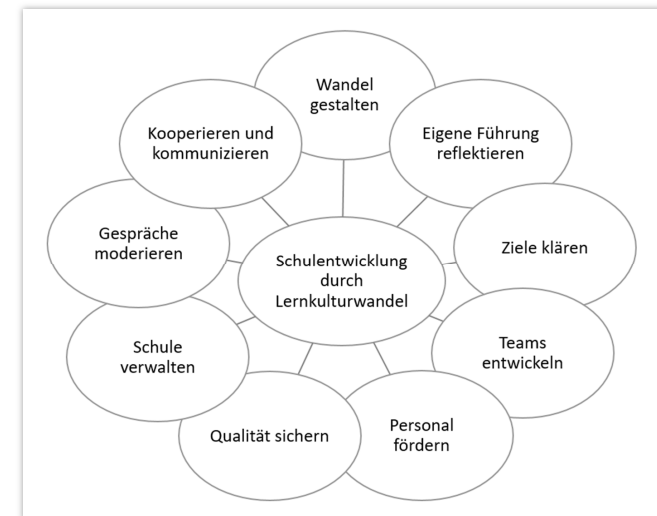 Wandel
gestalten
Eigene Führung
reflektieren
Ziele klären
Teams
entwickeln
Personal
fördern
Qualität sichern
Schule
verwalten
Gespräche
moderieren
Kooperieren und
kommunizieren
Schulentwicklung
durch
Lernkulturwandel